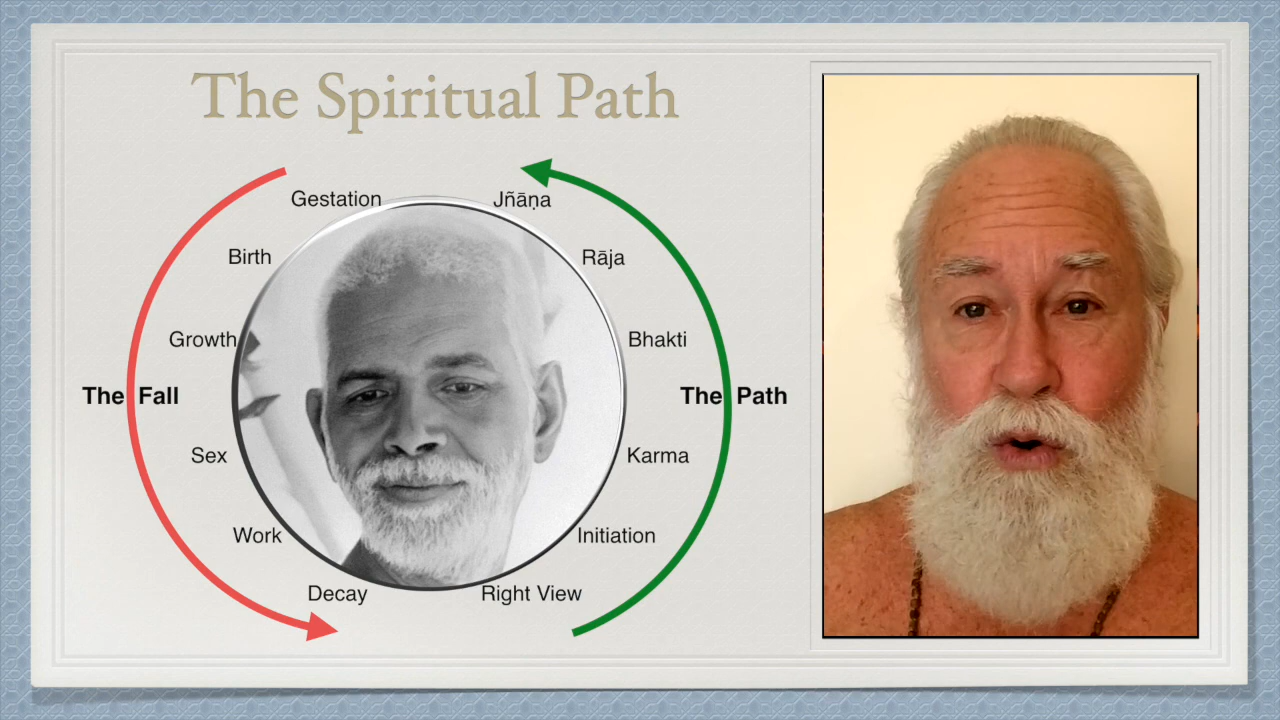 The Spiritual Path
Gestation
Jñāṇa
Birth
Rāja
Growth
Bhakti
The Fall
The Path
Sex
Karma
Work
Initiation
Decay
Right View